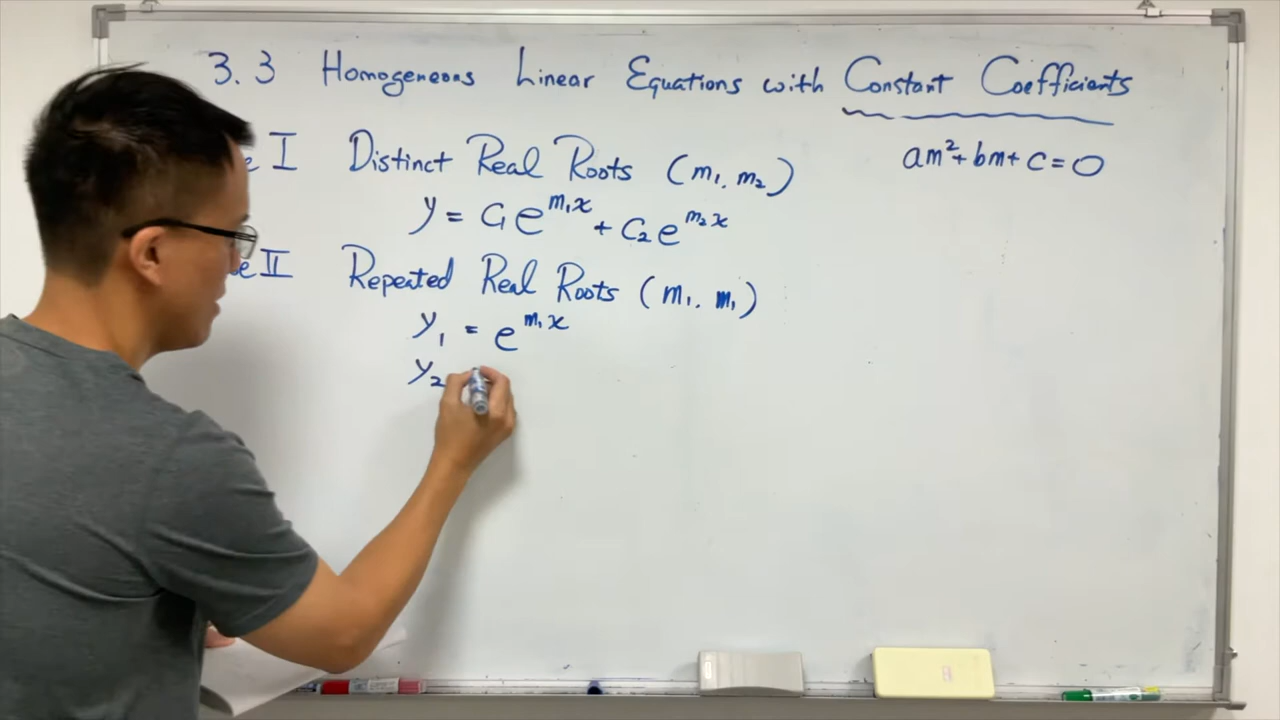 3.3 Homogeneous Linear Equations with Constant Coefficients
am²+bm+c=0
e I Distinct Real Roots (m₁, m₂)
y = C₁e^{m₁x} + C₂e^{m₂x}
e II Repeated Real Roots (m₁, m₁)
y₁ = e^{m₁x}
y₂